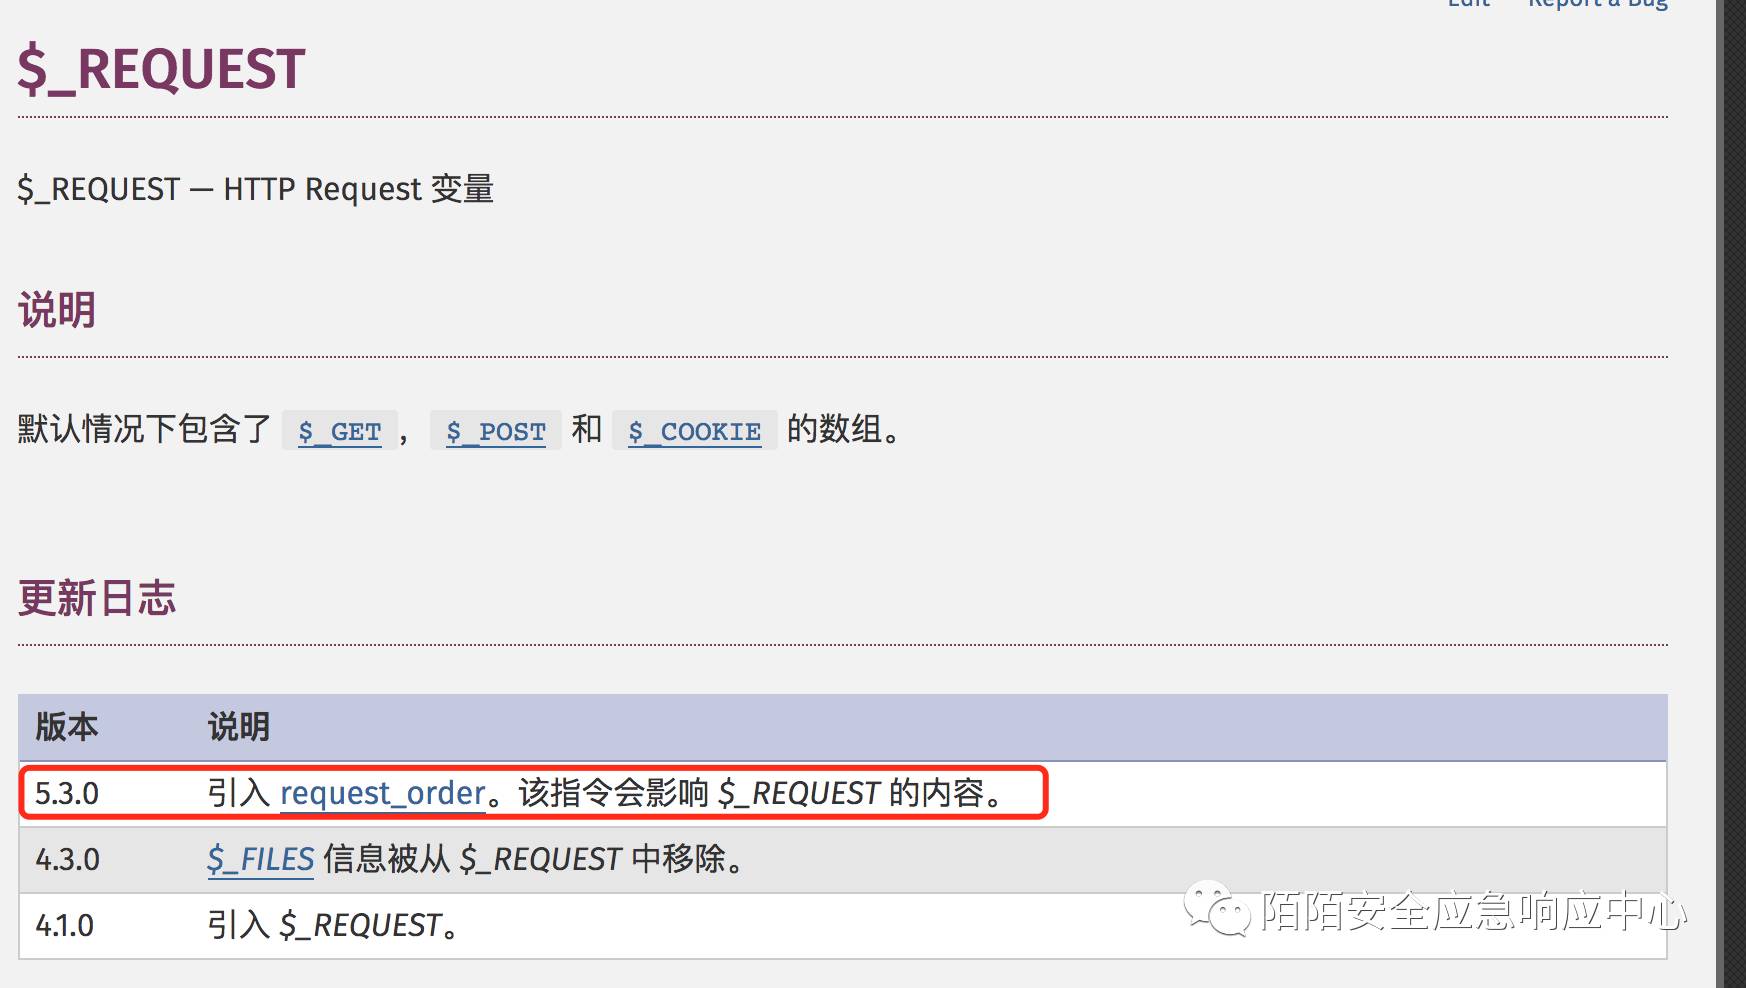 Edit Report a Bug
$_REQUEST
$_REQUEST — HTTP Request 变量
说明
默认情况下包含了 $_GET， $_POST 和 $_COOKIE 的数组。
更新日志
版本 说明
5.3.0 引入 request_order。该指令会影响 $_REQUEST 的内容。
4.3.0 $_FILES 信息被从 $_REQUEST 中移除。
4.1.0 引入 $_REQUEST。
陌陌安全应急响应中心